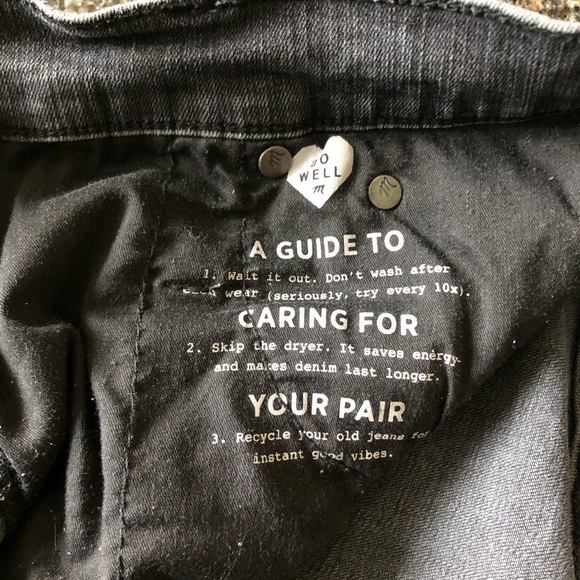 DO
WELL
m
m
m
A GUIDE TO
1. Wait it out. Don't wash after
each wear (seriously, try every 10x).
CARING FOR
2. Skip the dryer. It saves energy
and makes denim last longer.
YOUR PAIR
3. Recycle your old jeans for
instant good vibes.